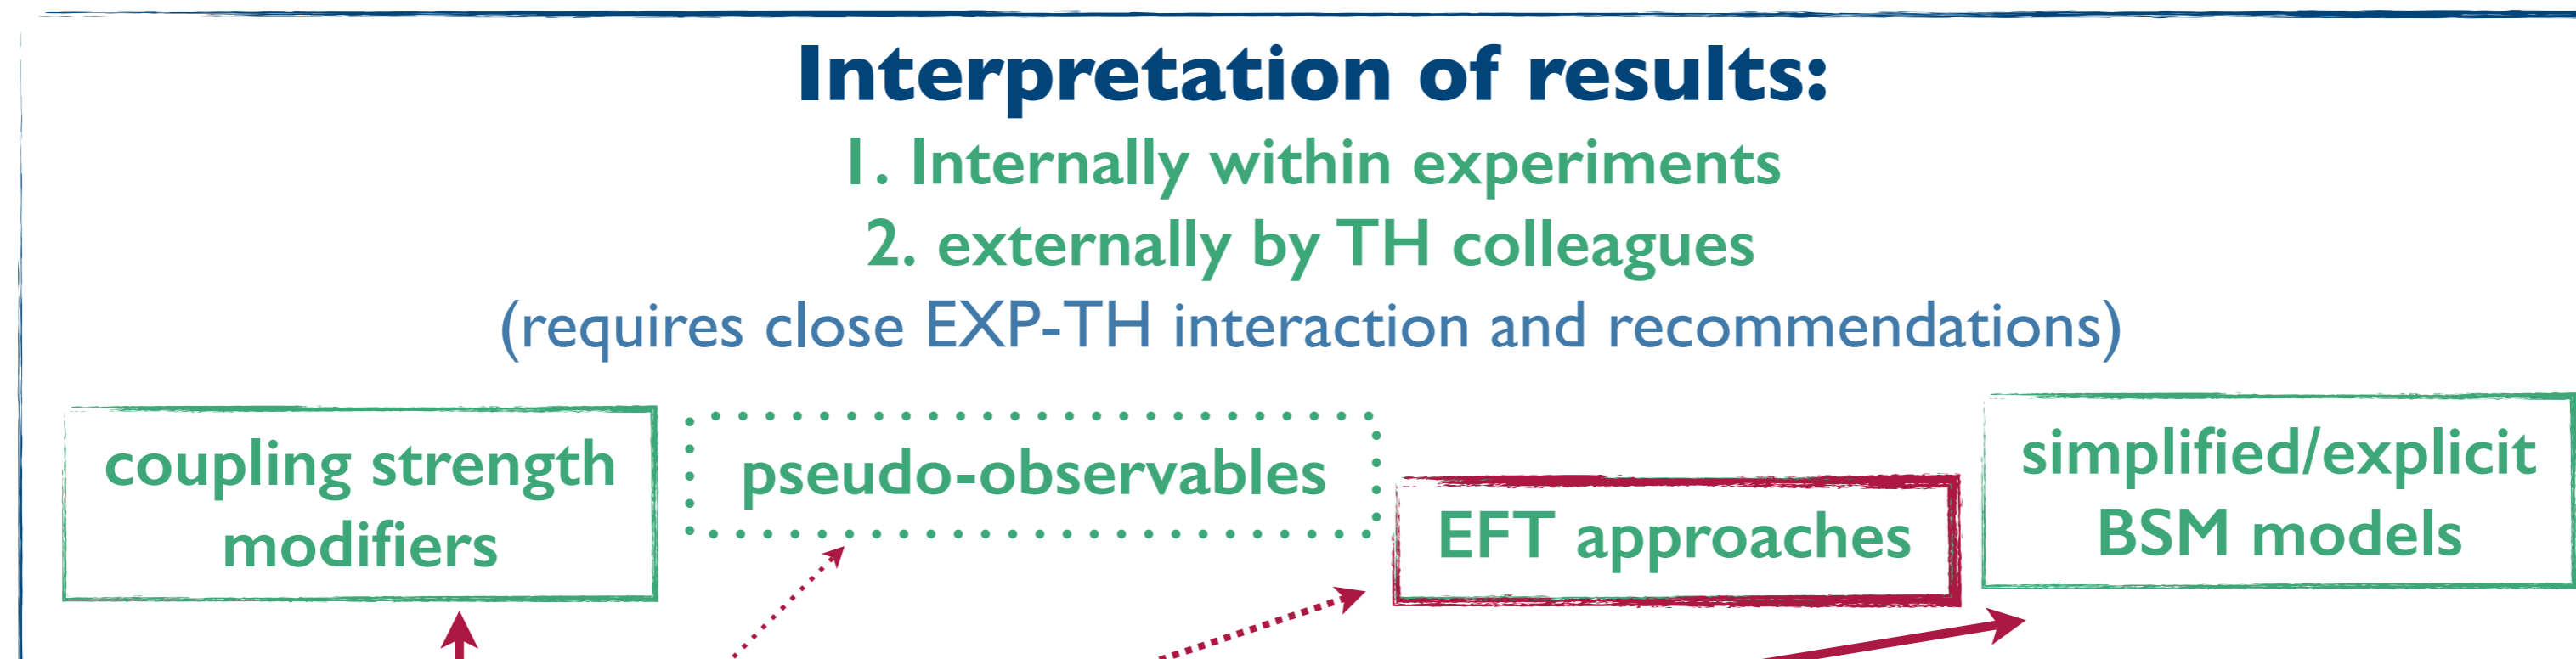 Interpretation of results:
1. Internally within experiments
2. externally by TH colleagues
(requires close EXP-TH interaction and recommendations)
coupling strength
modifiers
pseudo-observables
EFT approaches
simplified/explicit
BSM models